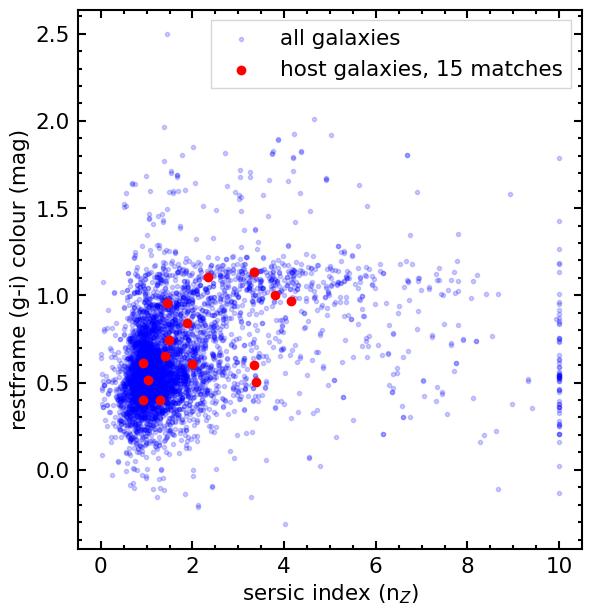 all galaxies
host galaxies, 15 matches
2.5
2.0
1.5
1.0
0.5
0.0
restframe (g-i) colour (mag)
0 2 4 6 8 10
sersic index (n_Z)